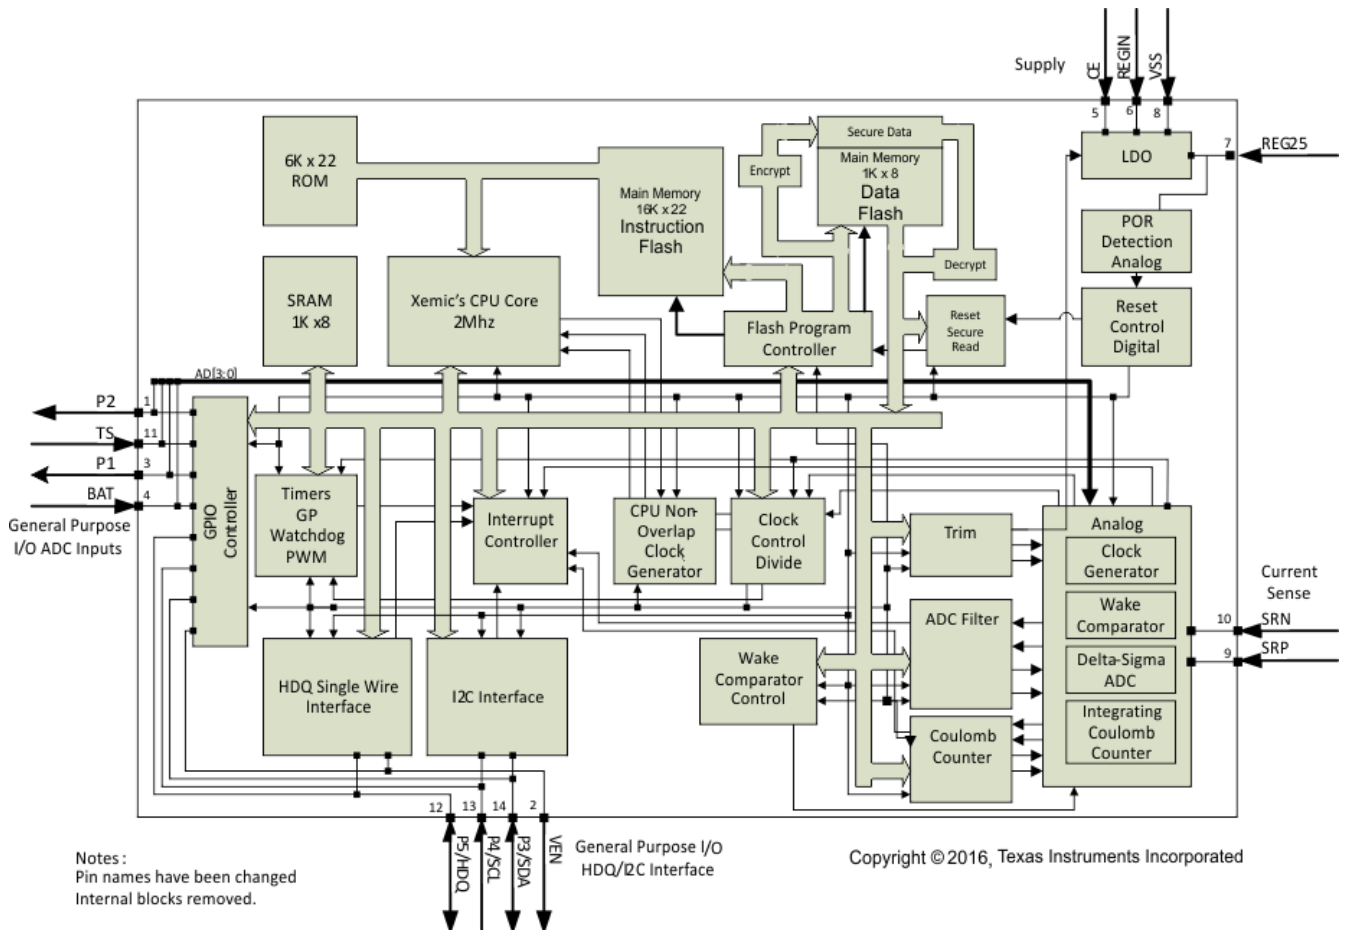 Supply
CE
REGIN
VSS
5
6
8
7
REG25
LDO
6K x 22
ROM
Main Memory
16K x 22
Instruction
Flash
Encrypt
Secure Data
Main Memory
1K x 8
Data
Flash
Decrypt
POR
Detection
Analog
SRAM
1K x8
Xemic's CPU Core
2Mhz
Flash Program
Controller
Reset
Secure
Read
Reset
Control
Digital
AD[3:0]
P2
1
TS
11
P1
3
BAT
4
General Purpose
I/O ADC Inputs
GPIO
Controller
Timers
GP
Watchdog
PWM
Interrupt
Controller
CPU Non-
Overlap
Clock
Generator
Clock
Control
Divide
Trim
Analog
Clock
Generator
Wake
Comparator
Delta-Sigma
ADC
Integrating
Coulomb
Counter
Current
Sense
10
SRN
9
SRP
ADC Filter
Wake
Comparator
Control
Coulomb
Counter
HDQ Single Wire
Interface
I2C Interface
12
13
14
2
P5/HDQ
P4/SCL
P3/SDA
VEN
General Purpose I/O
HDQ/I2C Interface
Notes :
Pin names have been changed
Internal blocks removed.
Copyright © 2016, Texas Instruments Incorporated